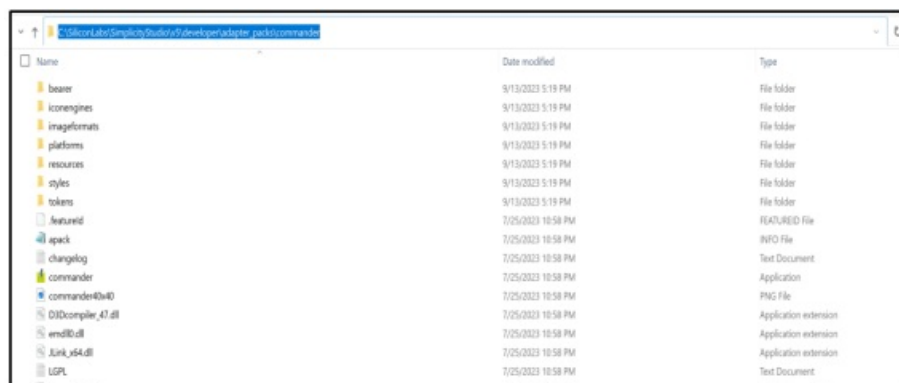 C:\SiliconLabs\SimplicityStudio\v5\developer\adapter_packs\commander
Name Date modified Type
bearer 9/13/2023 5:19 PM File folder
iconengines 9/13/2023 5:19 PM File folder
imageformats 9/13/2023 5:19 PM File folder
platforms 9/13/2023 5:19 PM File folder
resources 9/13/2023 5:19 PM File folder
styles 9/13/2023 5:19 PM File folder
tokens 9/13/2023 5:19 PM File folder
.featureId 7/25/2023 10:58 PM FEATUREID File
apack 7/25/2023 10:58 PM INFO File
changelog 7/25/2023 10:58 PM Text Document
commander 7/25/2023 10:58 PM Application
commander40x40 7/25/2023 10:58 PM PNG File
D3Dcompiler_47.dll 7/25/2023 10:58 PM Application extension
emdll0.dll 7/25/2023 10:58 PM Application extension
JLink_x64.dll 7/25/2023 10:58 PM Application extension
LGPL 7/25/2023 10:58 PM Text Document